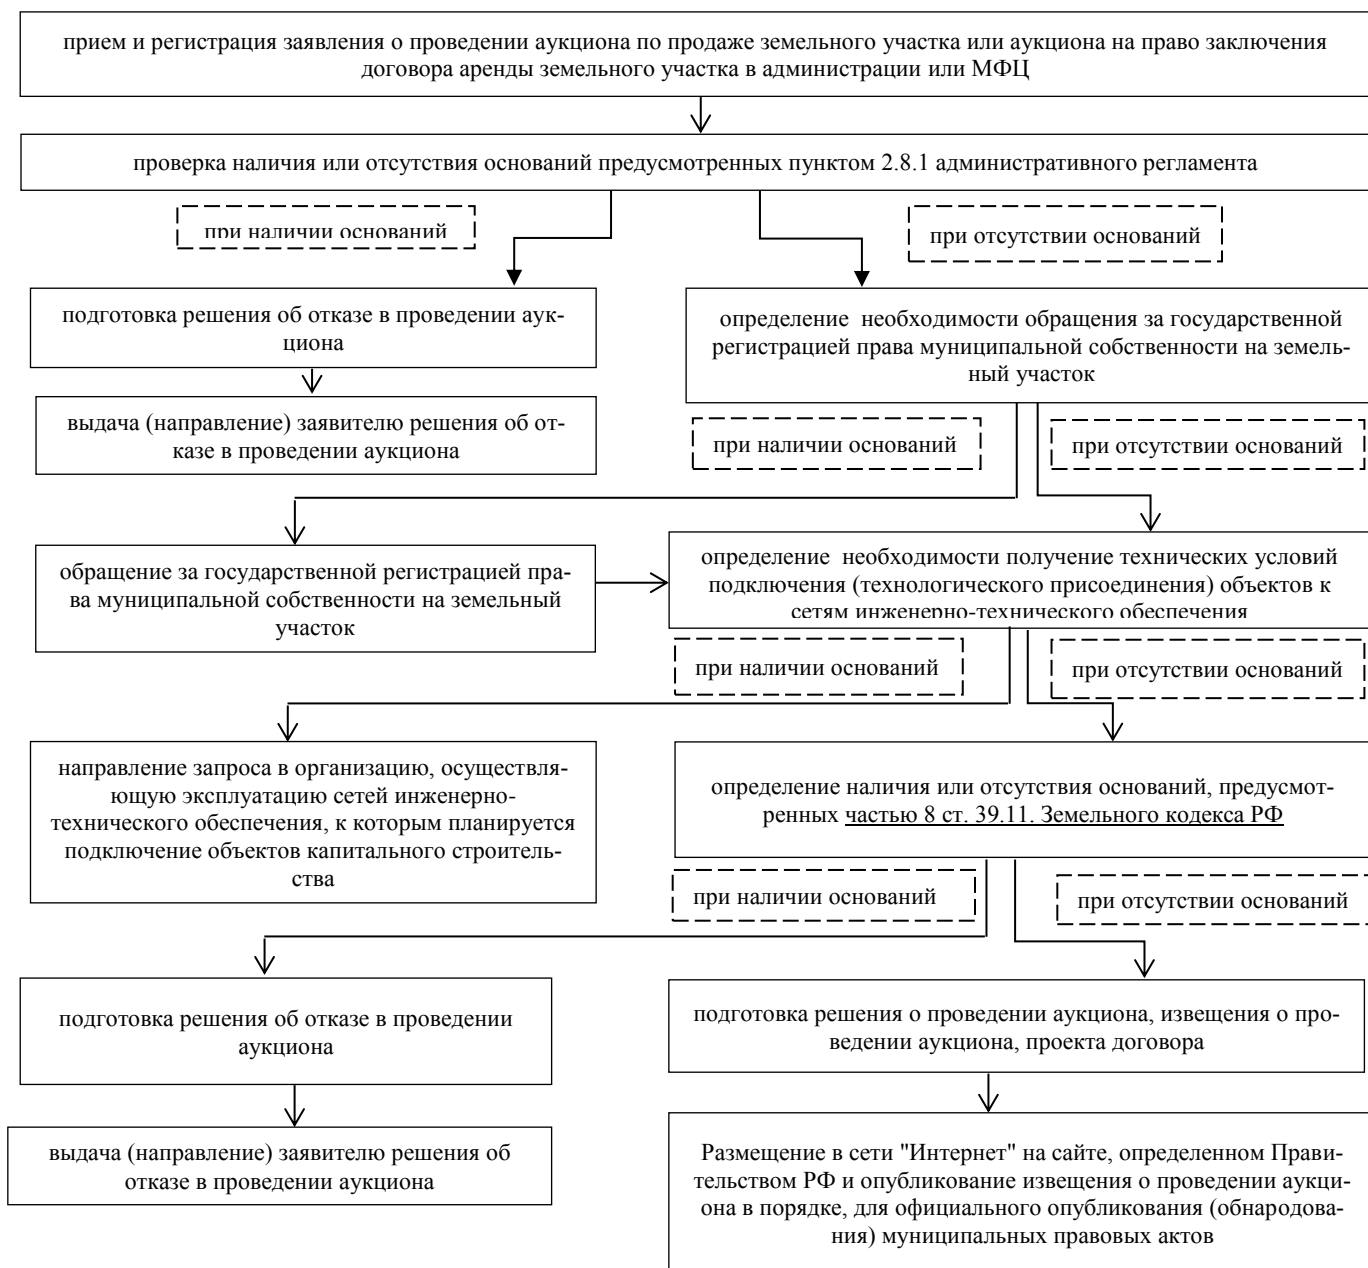 прием и регистрация заявления о проведении аукциона по продаже земельного участка или аукциона на право заключения
договора аренды земельного участка в администрации или МФЦ
проверка наличия или отсутствия оснований предусмотренных пунктом 2.8.1 административного регламента
при наличии оснований
при отсутствии оснований
подготовка решения об отказе в проведении аук-
циона
определение необходимости обращения за государственной
регистрацией права муниципальной собственности на земель-
ный участок
выдача (направление) заявителю решения об от-
казе в проведении аукциона
при наличии оснований
при отсутствии оснований
обращение за государственной регистрацией пра-
ва муниципальной собственности на земельный
участок
определение необходимости получение технических условий
подключения (технологического присоединения) объектов к
сетям инженерно-технического обеспечения
при наличии оснований
при отсутствии оснований
направление запроса в организацию, осуществля-
ющую эксплуатацию сетей инженерно-
технического обеспечения, к которым планируется
подключение объектов капитального строитель-
ства
определение наличия или отсутствия оснований, предусмот-
ренных частью 8 ст. 39.11. Земельного кодекса РФ
при наличии оснований
при отсутствии оснований
подготовка решения об отказе в проведении
аукциона
подготовка решения о проведении аукциона, извещения о про-
ведении аукциона, проекта договора
выдача (направление) заявителю решения об
отказе в проведении аукциона
Размещение в сети "Интернет" на сайте, определенном Прави-
тельством РФ и опубликование извещения о проведении аукци-
она в порядке, для официального опубликования (обнародова-
ния) муниципальных правовых актов